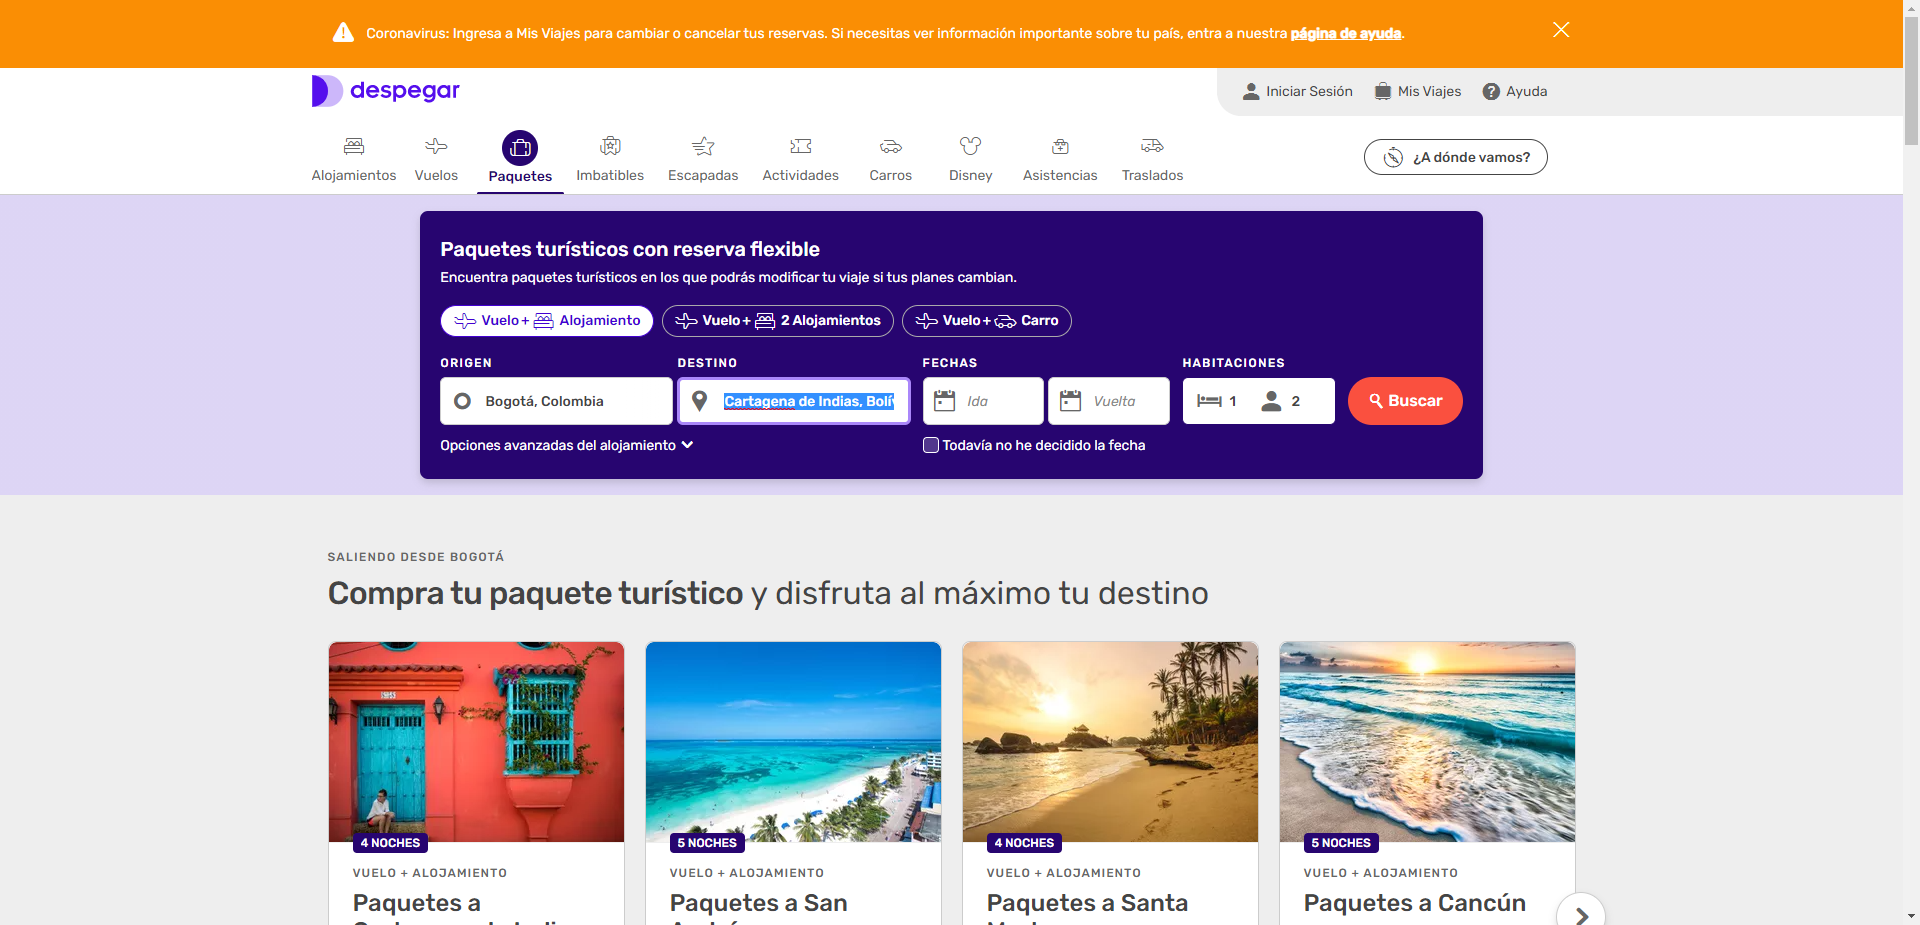 Coronavirus: Ingresa a Mis Viajes para cambiar o cancelar tus reservas. Si necesitas ver información importante sobre tu país, entra a nuestra página de ayuda.
despegar
Iniciar Sesión
Mis Viajes
Ayuda
Alojamientos
Vuelos
Paquetes
Imbatibles
Escapadas
Actividades
Carros
Disney
Asistencias
Traslados
¿A dónde vamos?
Paquetes turísticos con reserva flexible
Encuentra paquetes turísticos en los que podrás modificar tu viaje si tus planes cambian.
Vuelo + Alojamiento
Vuelo + 2 Alojamientos
Vuelo + Carro
ORIGEN
DESTINO
FECHAS
HABITACIONES
Bogotá, Colombia
Cartagena de Indias,
Ida
Vuelta
1
2
Buscar
Opciones avanzadas del alojamiento
Todavía no he decidido la fecha
SALIENDO DESDE BOGOTÁ
Compra tu paquete turístico y disfruta al máximo tu destino
4 NOCHES
VUELO + ALOJAMIENTO
Paquetes a
5 NOCHES
VUELO + ALOJAMIENTO
Paquetes a San
4 NOCHES
VUELO + ALOJAMIENTO
Paquetes a Santa
5 NOCHES
VUELO + ALOJAMIENTO
Paquetes a Cancún